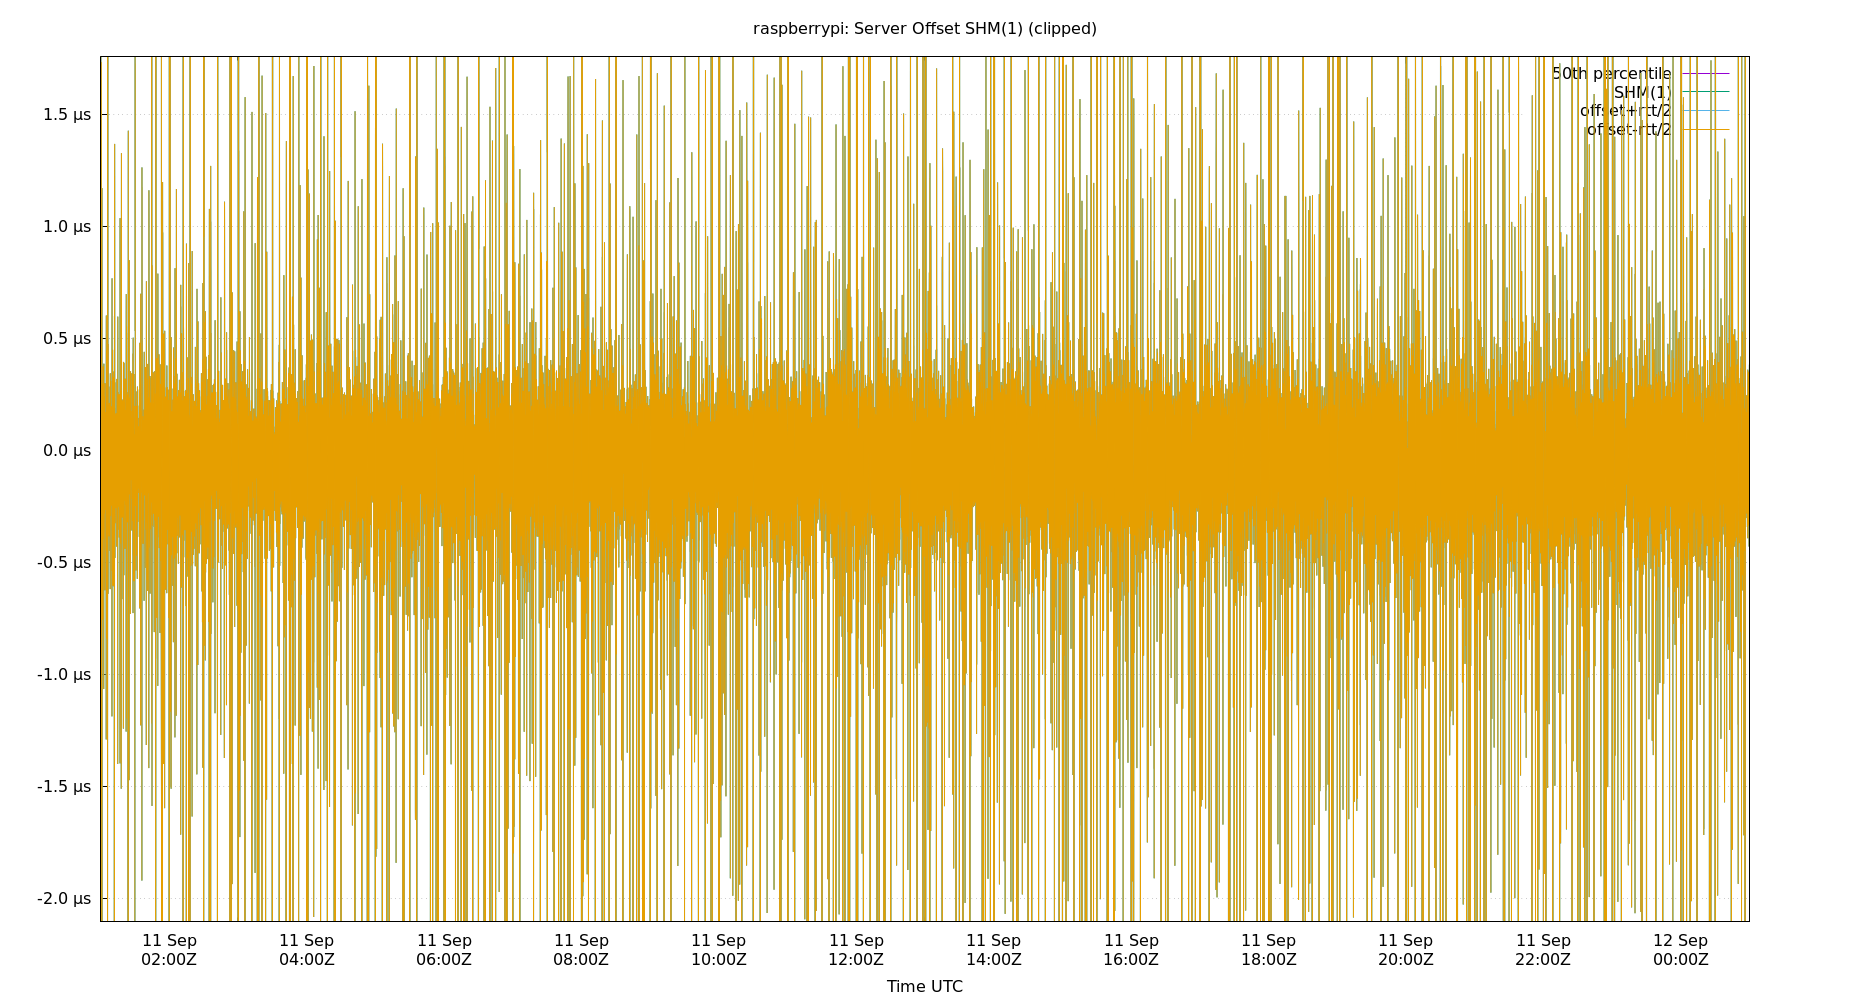 raspberrypi: Server Offset SHM(1) (clipped)
50th percentile
SHM(1)
offset+rtt/2
offset-rtt/2
1.5 µs
1.0 µs
0.5 µs
0.0 µs
-0.5 µs
-1.0 µs
-1.5 µs
-2.0 µs
11 Sep 11 Sep 11 Sep 11 Sep 11 Sep 11 Sep 11 Sep 11 Sep 11 Sep 11 Sep 11 Sep 12 Sep
02:00Z 04:00Z 06:00Z 08:00Z 10:00Z 12:00Z 14:00Z 16:00Z 18:00Z 20:00Z 22:00Z 00:00Z
Time UTC